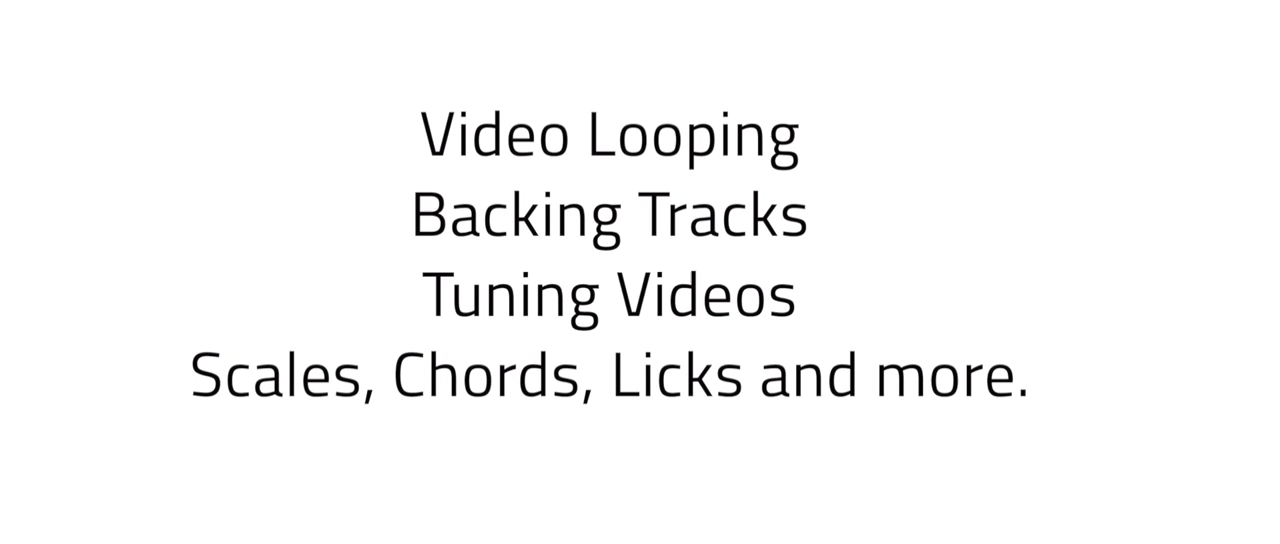 Video Looping
Backing Tracks
Tuning Videos
Scales, Chords, Licks and more.